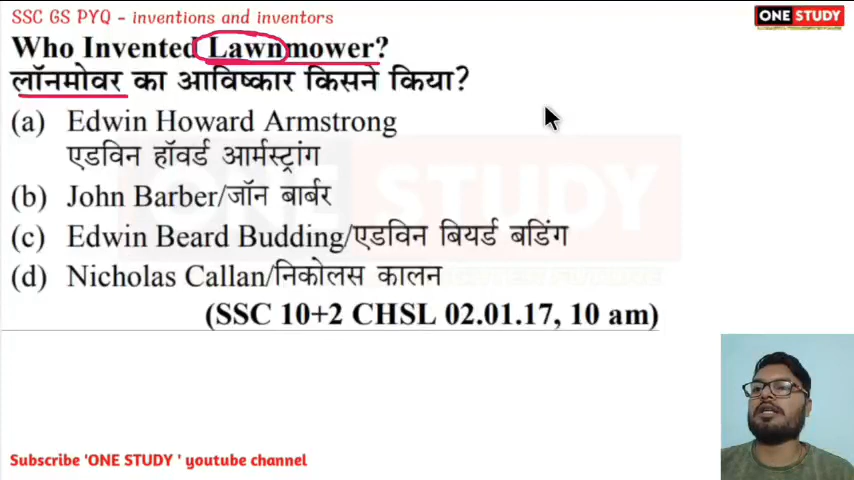 SSC GS PYQ - inventions and inventors
ONE STUDY
Who Invented Lawnmower?
लॉनमोवर का आविष्कार किसने किया?
(a) Edwin Howard Armstrong
एडविन हॉवर्ड आर्मस्ट्रांग
(b) John Barber/जॉन बार्बर
(c) Edwin Beard Budding/एडविन बियर्ड बडिंग
(d) Nicholas Callan/निकोलस कालन
(SSC 10+2 CHSL 02.01.17, 10 am)
ONE STUDY
Subscribe 'ONE STUDY ' youtube channel